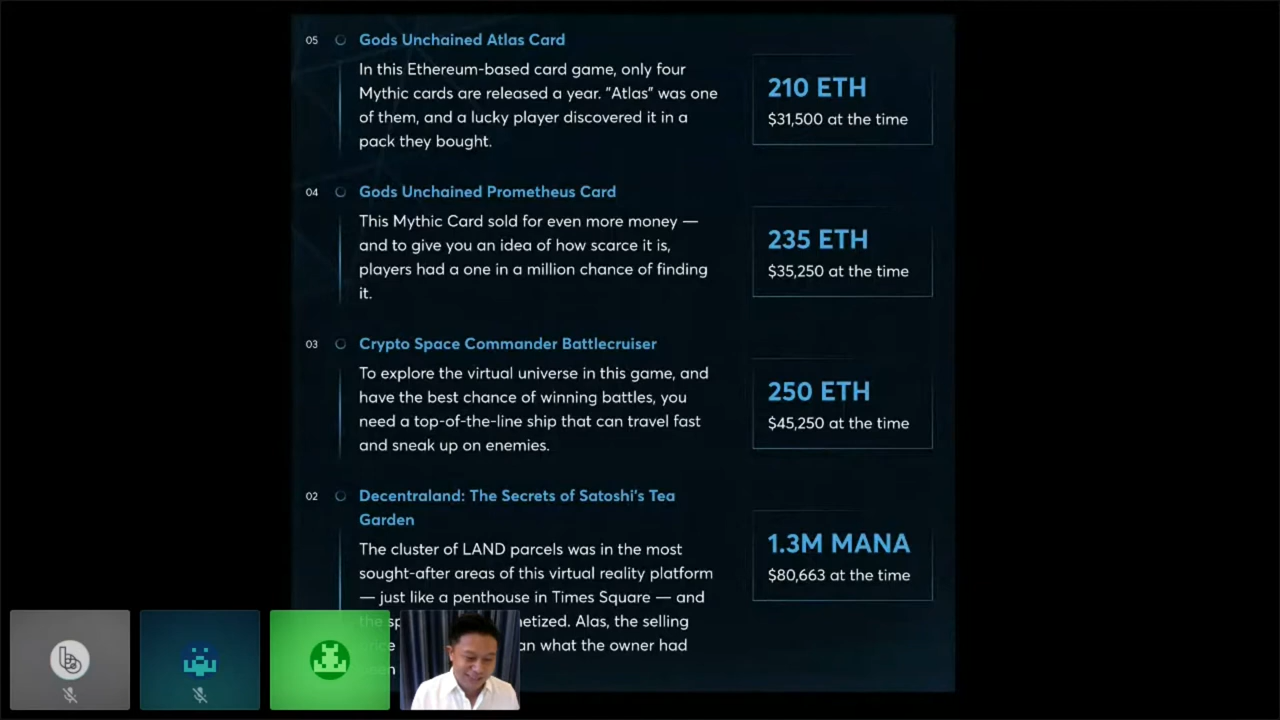 05
Gods Unchained Atlas Card
In this Ethereum-based card game, only four
Mythic cards are released a year. “Atlas” was one
of them, and a lucky player discovered it in a
pack they bought.
210 ETH
$31,500 at the time
04
Gods Unchained Prometheus Card
This Mythic Card sold for even more money —
and to give you an idea of how scarce it is,
players had a one in a million chance of finding
it.
235 ETH
$35,250 at the time
03
Crypto Space Commander Battlecruiser
To explore the virtual universe in this game, and
have the best chance of winning battles, you
need a top-of-the-line ship that can travel fast
and sneak up on enemies.
250 ETH
$45,250 at the time
02
Decentraland: The Secrets of Satoshi’s Tea
Garden
The cluster of LAND parcels was in the most
sought-after areas of this virtual reality platform
— just like a penthouse in Times Square — and
the Alas, the selling
what the owner had
1.3M MANA
$80,663 at the time